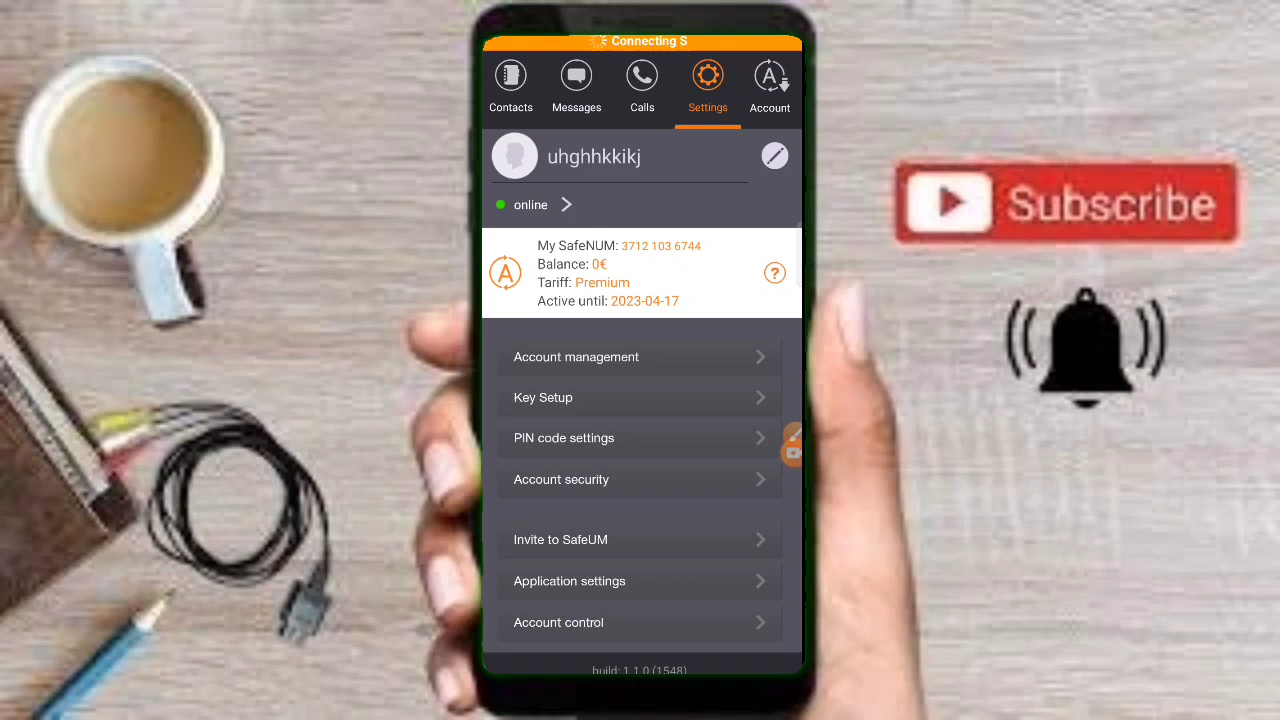 Connecting S
Contacts
Messages
Calls
Settings
Account
uhghhkkikj
online
My SafeNUM: 3712 103 6744
Balance: 0€
Tariff: Premium
Active until: 2023-04-17
?
Account management
Key Setup
PIN code settings
Account security
Invite to SafeUM
Application settings
Account control
build: 1.1.0 (1548)
Subscribe